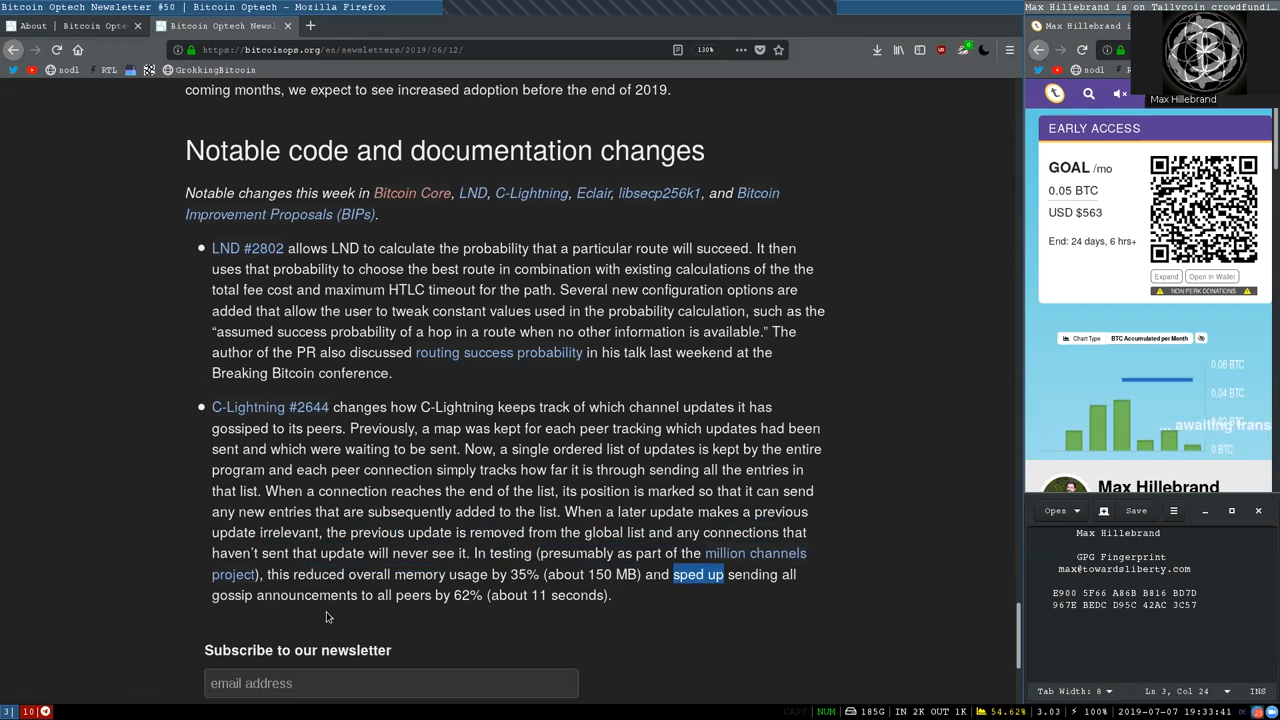 Bitcoin Optech Newsletter #50 | Bitcoin Optech - Mozilla Firefox
Max Hillebrand is on Tallycoin crowdfundi
About | Bitcoin Optec
Bitcoin Optech Newsl
Max Hillebrand is
https://bitcoinops.org/en/newsletters/2019/06/12/
130%
nodl
RTL
GrokkingBitcoin
nodl
Max Hillebrand
coming months, we expect to see increased adoption before the end of 2019.
Notable code and documentation changes
Notable changes this week in Bitcoin Core, LND, C-Lightning, Eclair, libsecp256k1, and Bitcoin
Improvement Proposals (BIPs).
LND #2802 allows LND to calculate the probability that a particular route will succeed. It then
uses that probability to choose the best route in combination with existing calculations of the the
total fee cost and maximum HTLC timeout for the path. Several new configuration options are
added that allow the user to tweak constant values used in the probability calculation, such as the
“assumed success probability of a hop in a route when no other information is available.” The
author of the PR also discussed routing success probability in his talk last weekend at the
Breaking Bitcoin conference.
C-Lightning #2644 changes how C-Lightning keeps track of which channel updates it has
gossiped to its peers. Previously, a map was kept for each peer tracking which updates had been
sent and which were waiting to be sent. Now, a single ordered list of updates is kept by the entire
program and each peer connection simply tracks how far it is through sending all the entries in
that list. When a connection reaches the end of the list, its position is marked so that it can send
any new entries that are subsequently added to the list. When a later update makes a previous
update irrelevant, the previous update is removed from the global list and any connections that
haven’t sent that update will never see it. In testing (presumably as part of the million channels
project), this reduced overall memory usage by 35% (about 150 MB) and sped up sending all
gossip announcements to all peers by 62% (about 11 seconds).
Subscribe to our newsletter
email address
EARLY ACCESS
GOAL /mo
0.05 BTC
USD $563
End: 24 days, 6 hrs+
Expand
Open in Wallet
NON PERK DONATIONS
Chart Type BTC Accumulated per Month
0.06 BTC
0.04 BTC
0.02 BTC
... awaiting trans
0 BTC
Max Hillebrand
Open
Save
Max Hillebrand
GPG Fingerprint
max@towardsliberty.com
E900 5F66 A86B B816 BD7D
967E BEDC D95C 42AC 3C57
Tab Width: 8
Ln 3, Col 24
INS
3
10
CAPS NUM 185G IN 2K OUT 1K 54.62% 3.03 100% 2019-07-07 19:33:41 DE